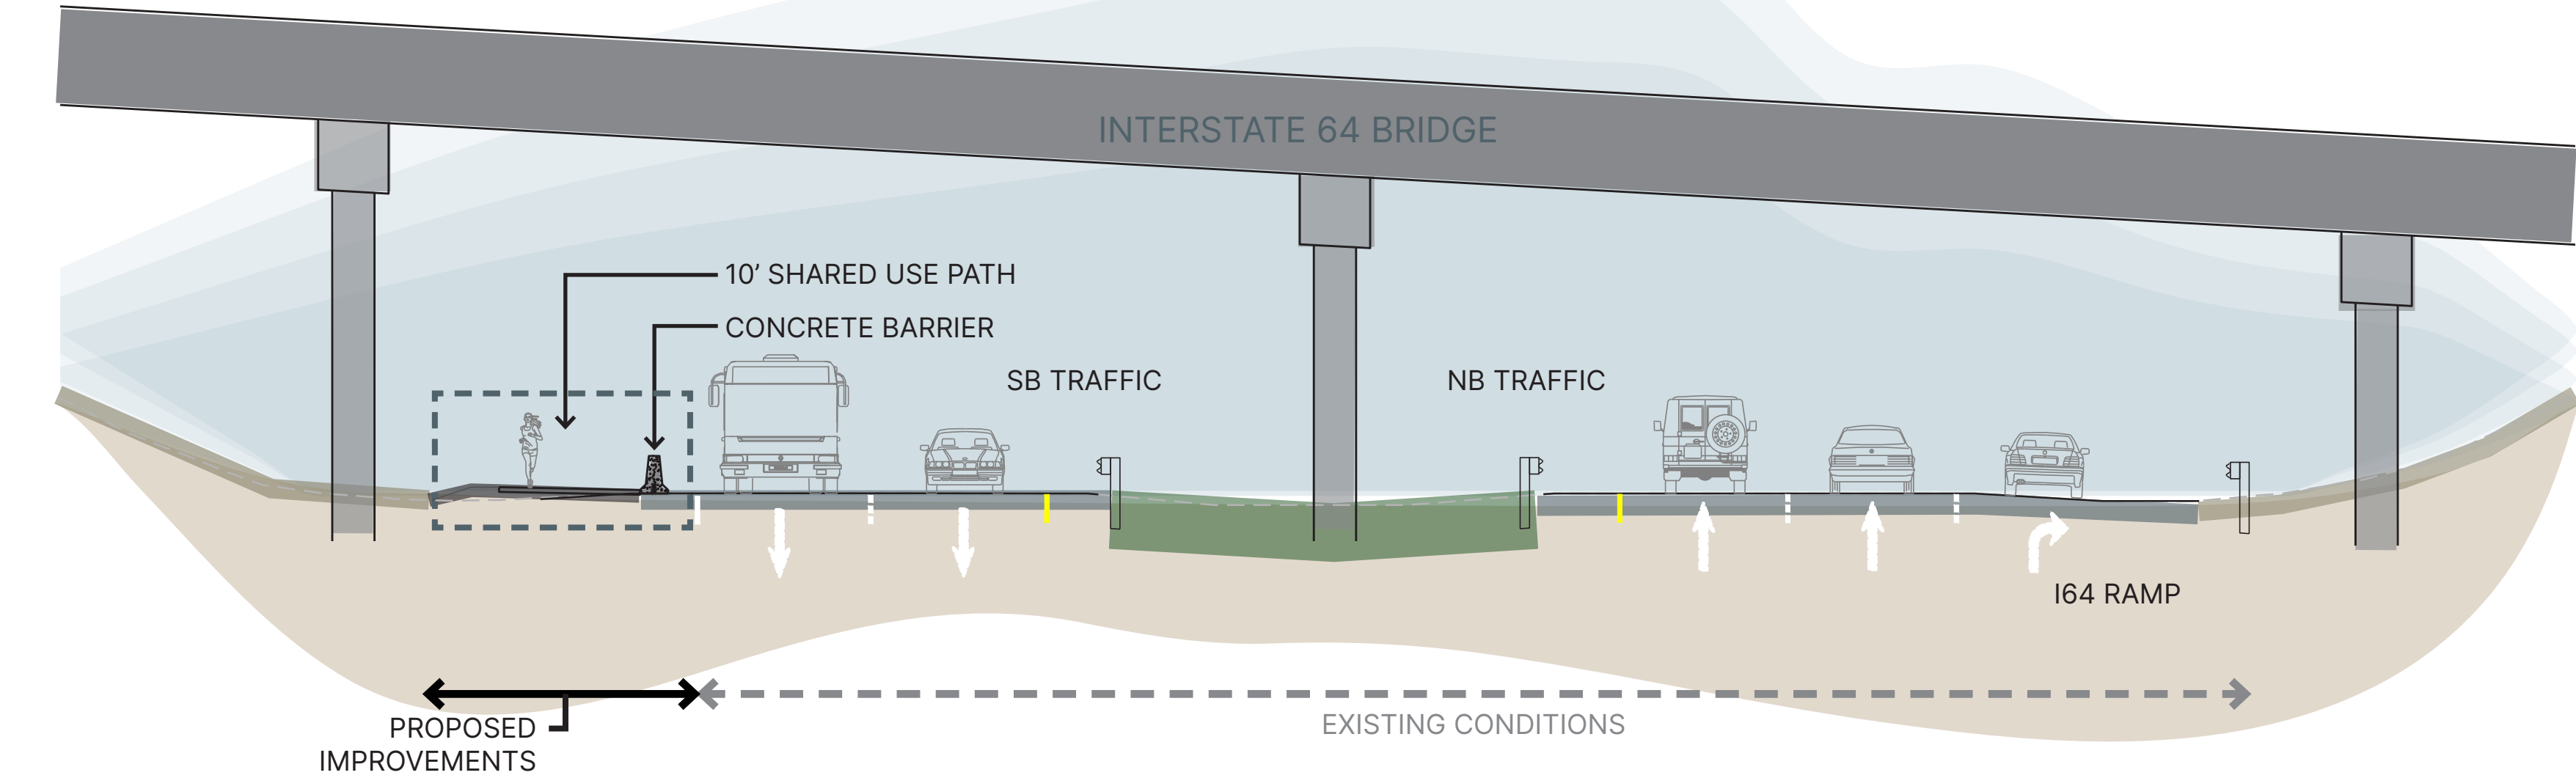 INTERSTATE 64 BRIDGE
10’ SHARED USE PATH
CONCRETE BARRIER
SB TRAFFIC
NB TRAFFIC
I64 RAMP
PROPOSED
IMPROVEMENTS
EXISTING CONDITIONS